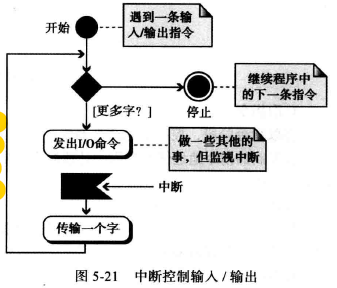 开始
遇到一条输
入/输出指令
[更多字？]
停止
继续程序中
的下一条指令
发出I/O命令
做一些其他的
事，但监视中断
中断
传输一个字
图 5-21 中断控制输入 / 输出